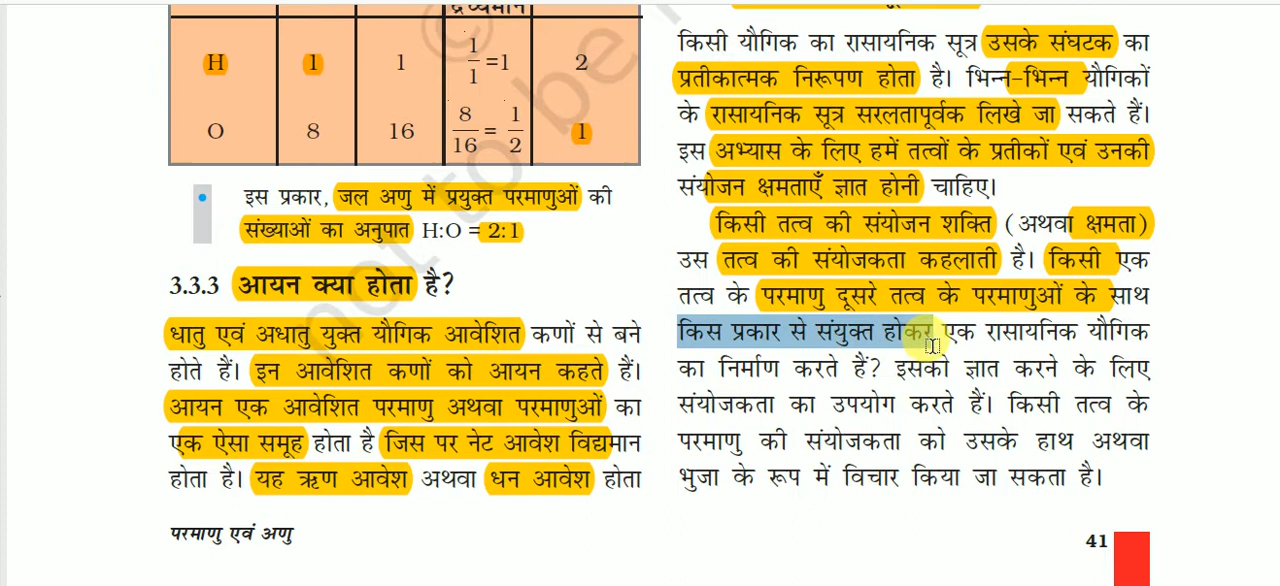 द्रव्यमान
H 1 1 1/1 =1 2
O 8 16 8/16 = 1/2 1
• इस प्रकार, जल अणु में प्रयुक्त परमाणुओं की
संख्याओं का अनुपात H:O = 2:1
3.3.3 आयन क्या होता है?
धातु एवं अधातु युक्त यौगिक आवेशित कणों से बने
होते हैं। इन आवेशित कणों को आयन कहते हैं।
आयन एक आवेशित परमाणु अथवा परमाणुओं का
एक ऐसा समूह होता है जिस पर नेट आवेश विद्यमान
होता है। यह ऋण आवेश अथवा धन आवेश होता
किसी यौगिक का रासायनिक सूत्र उसके संघटक का
प्रतीकात्मक निरूपण होता है। भिन्न-भिन्न यौगिकों
के रासायनिक सूत्र सरलतापूर्वक लिखे जा सकते हैं।
इस अभ्यास के लिए हमें तत्वों के प्रतीकों एवं उनकी
संयोजन क्षमताएँ ज्ञात होनी चाहिए।
किसी तत्व की संयोजन शक्ति (अथवा क्षमता)
उस तत्व की संयोजकता कहलाती है। किसी एक
तत्व के परमाणु दूसरे तत्व के परमाणुओं के साथ
किस प्रकार से संयुक्त होकर एक रासायनिक यौगिक
का निर्माण करते हैं? इसको ज्ञात करने के लिए
संयोजकता का उपयोग करते हैं। किसी तत्व के
परमाणु की संयोजकता को उसके हाथ अथवा
भुजा के रूप में विचार किया जा सकता है।
परमाणु एवं अणु
41
© not to be